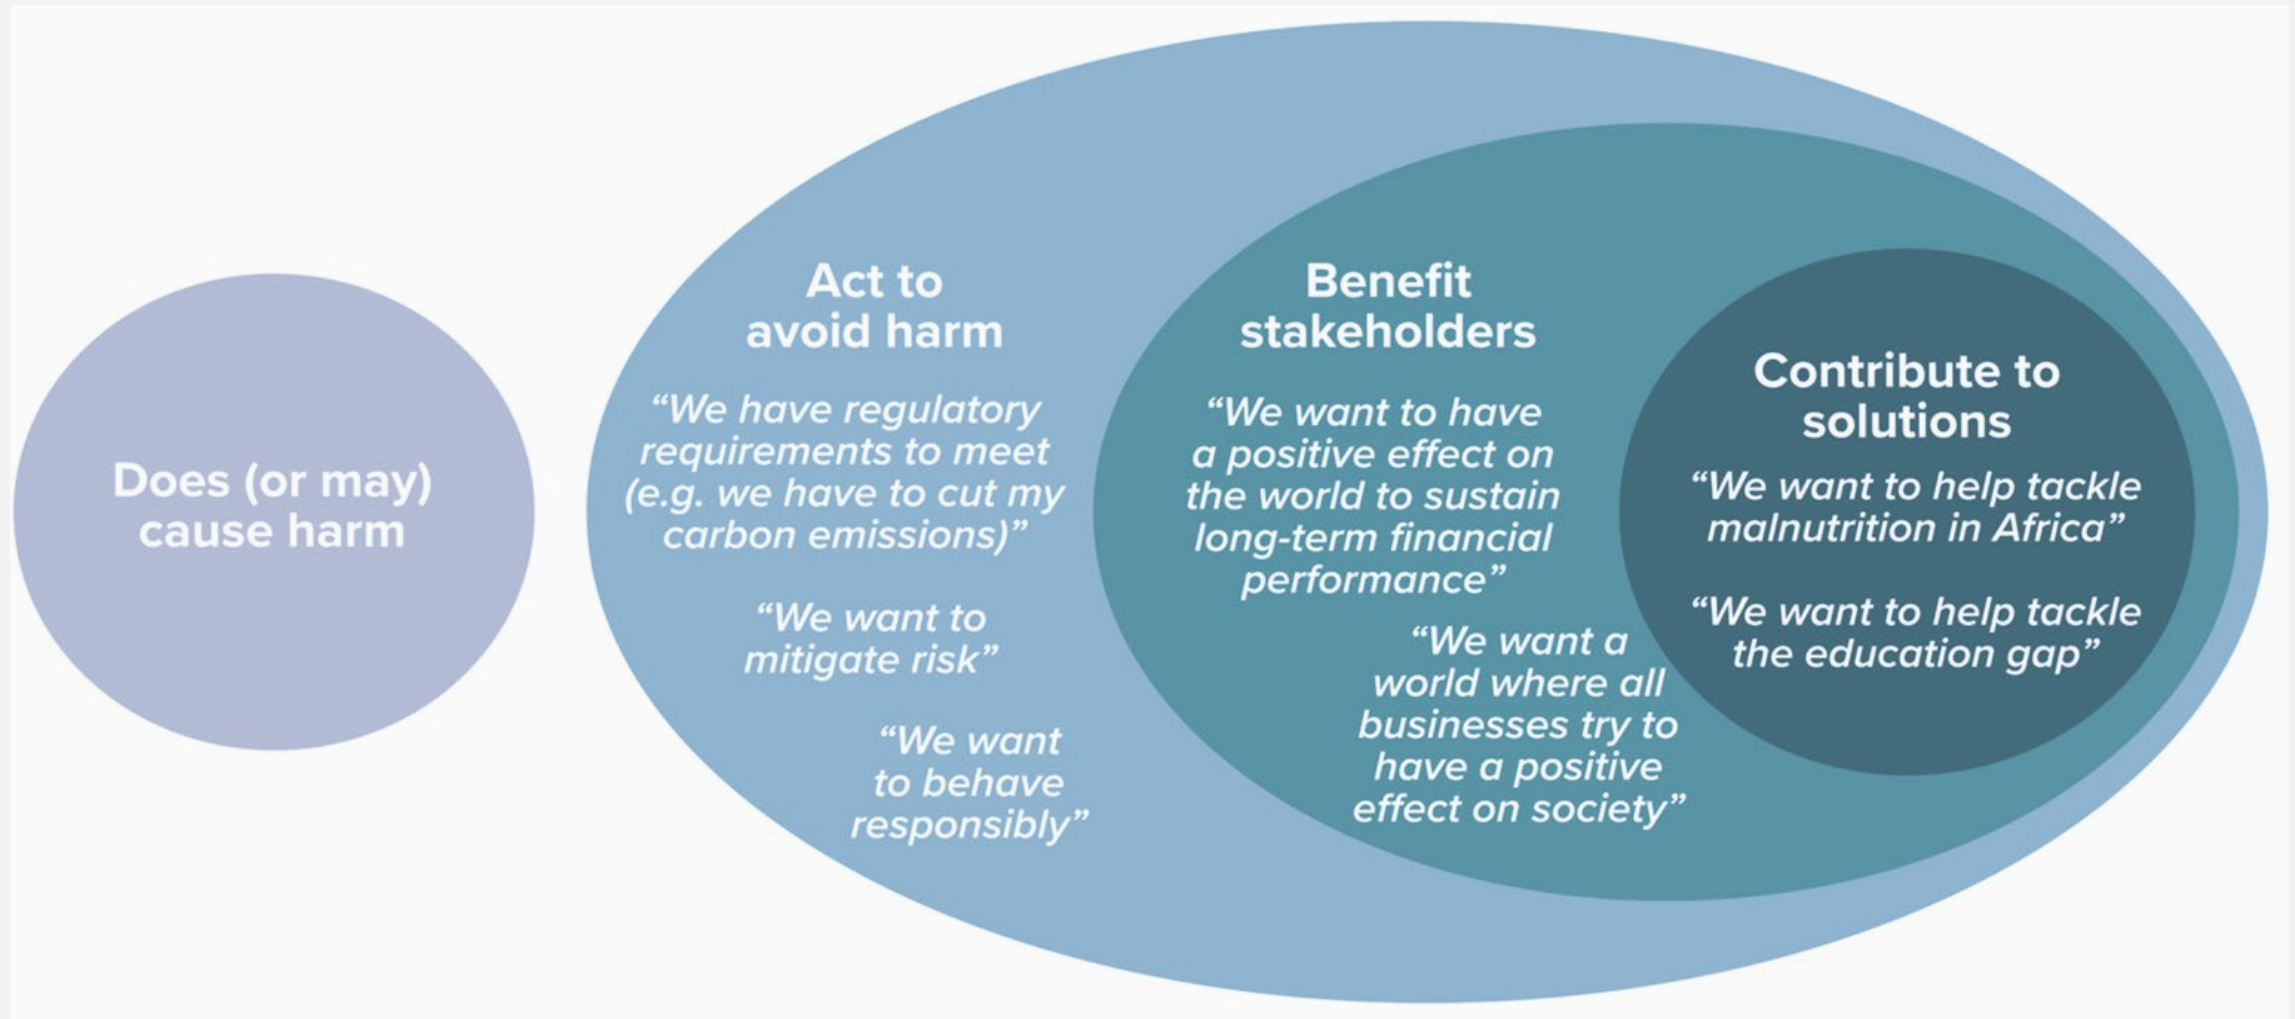 Does (or may)
cause harm
Act to
avoid harm
“We have regulatory
requirements to meet
(e.g. we have to cut my
carbon emissions)”
“We want to
mitigate risk”
“We want
to behave
responsibly”
Benefit
stakeholders
“We want to have
a positive effect on
the world to sustain
long-term financial
performance”
“We want a
world where all
businesses try to
have a positive
effect on society”
Contribute to
solutions
“We want to help tackle
malnutrition in Africa”
“We want to help tackle
the education gap”